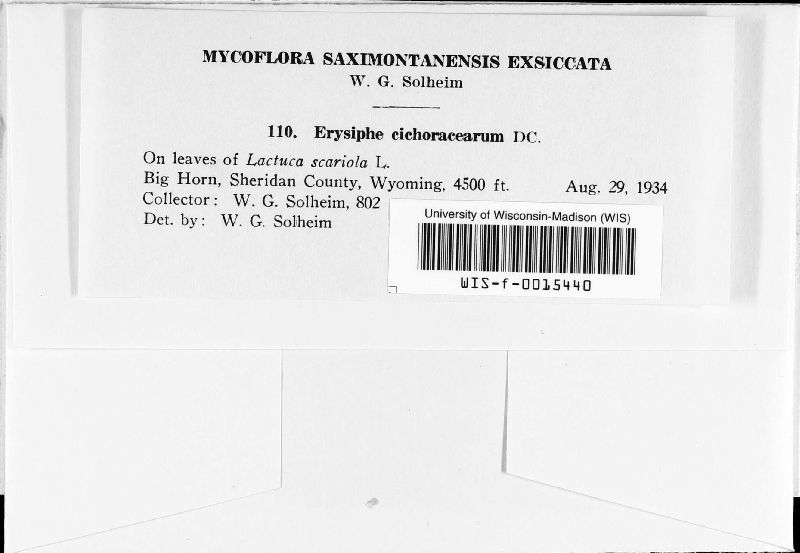 MYCOFLORA SAXIMONTANENSIS EXSICCATA
W. G. Solheim
110. Erysiphe cichoracearum DC.
On leaves of Lactuca scariola L.
Big Horn, Sheridan County, Wyoming, 4500 ft. Aug. 29, 1934
Collector: W. G. Solheim, 802
Det. by: W. G. Solheim
University of Wisconsin-Madison (WIS)
WIS-f-0015440